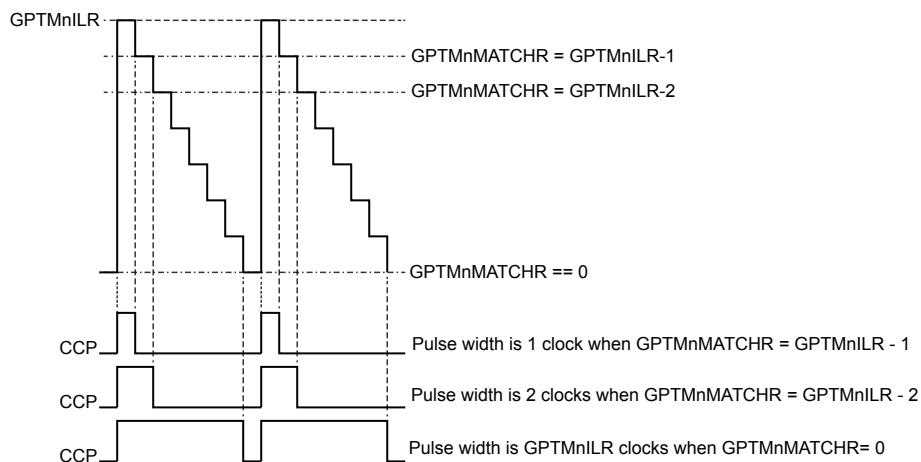 GPTMnILR
GPTMnMATCHR = GPTMnILR-1
GPTMnMATCHR = GPTMnILR-2
GPTMnMATCHR == 0
CCP
Pulse width is 1 clock when GPTMnMATCHR = GPTMnILR - 1
CCP
Pulse width is 2 clocks when GPTMnMATCHR = GPTMnILR - 2
CCP
Pulse width is GPTMnILR clocks when GPTMnMATCHR= 0